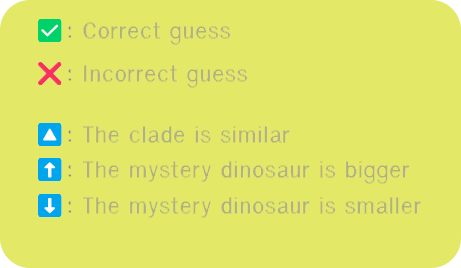 : Correct guess
: Incorrect guess
: The clade is similar
: The mystery dinosaur is bigger
: The mystery dinosaur is smaller